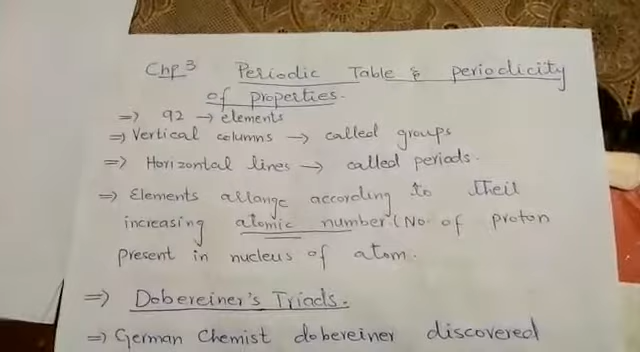 Chp 3 Periodic Table & periodicity
of properties.
=> 92 → elements
=> Vertical columns → called groups
=> Horizontal lines → called periods.
=> Elements arrange according to their
increasing atomic number (No. of proton
present in nucleus of atom.
=> Dobereiner's Triads.
=> German Chemist dobereiner discovered